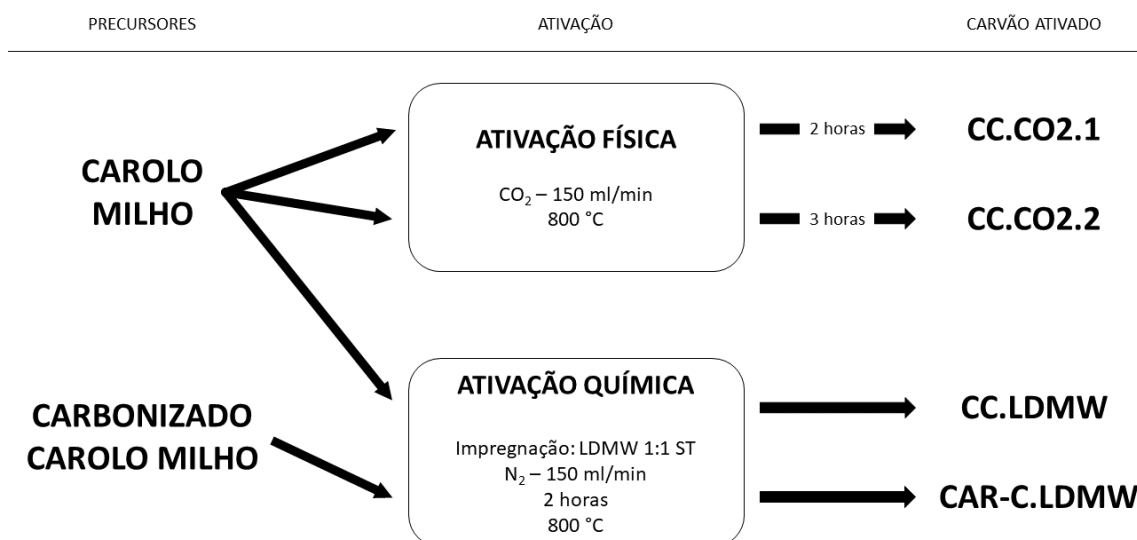 PRECURSORES
ATIVAÇÃO
CARVÃO ATIVADO
CAROLO
MILHO
ATIVAÇÃO FÍSICA
CO₂ – 150 ml/min
800 °C
2 horas
CC.CO2.1
3 horas
CC.CO2.2
CARBONIZADO
CAROLO MILHO
ATIVAÇÃO QUÍMICA
Impregnação: LDMW 1:1 ST
N₂ – 150 ml/min
2 horas
800 °C
CC.LDMW
CAR-C.LDMW